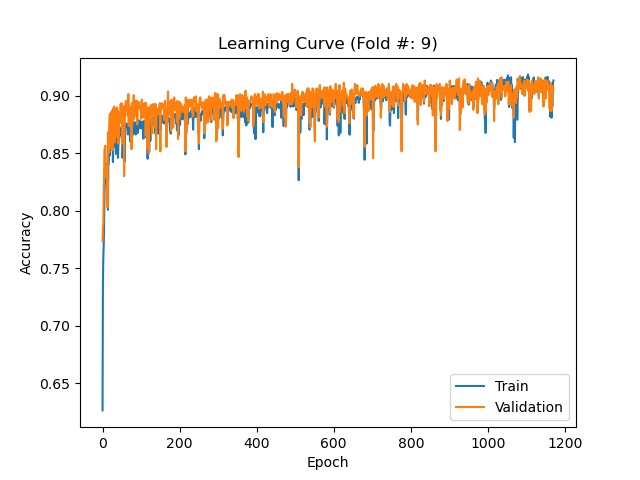 Learning Curve (Fold #: 9)
0.90
0.85
0.80
0.75
0.70
0.65
Accuracy
0 200 400 600 800 1000 1200
Epoch
Train
Validation